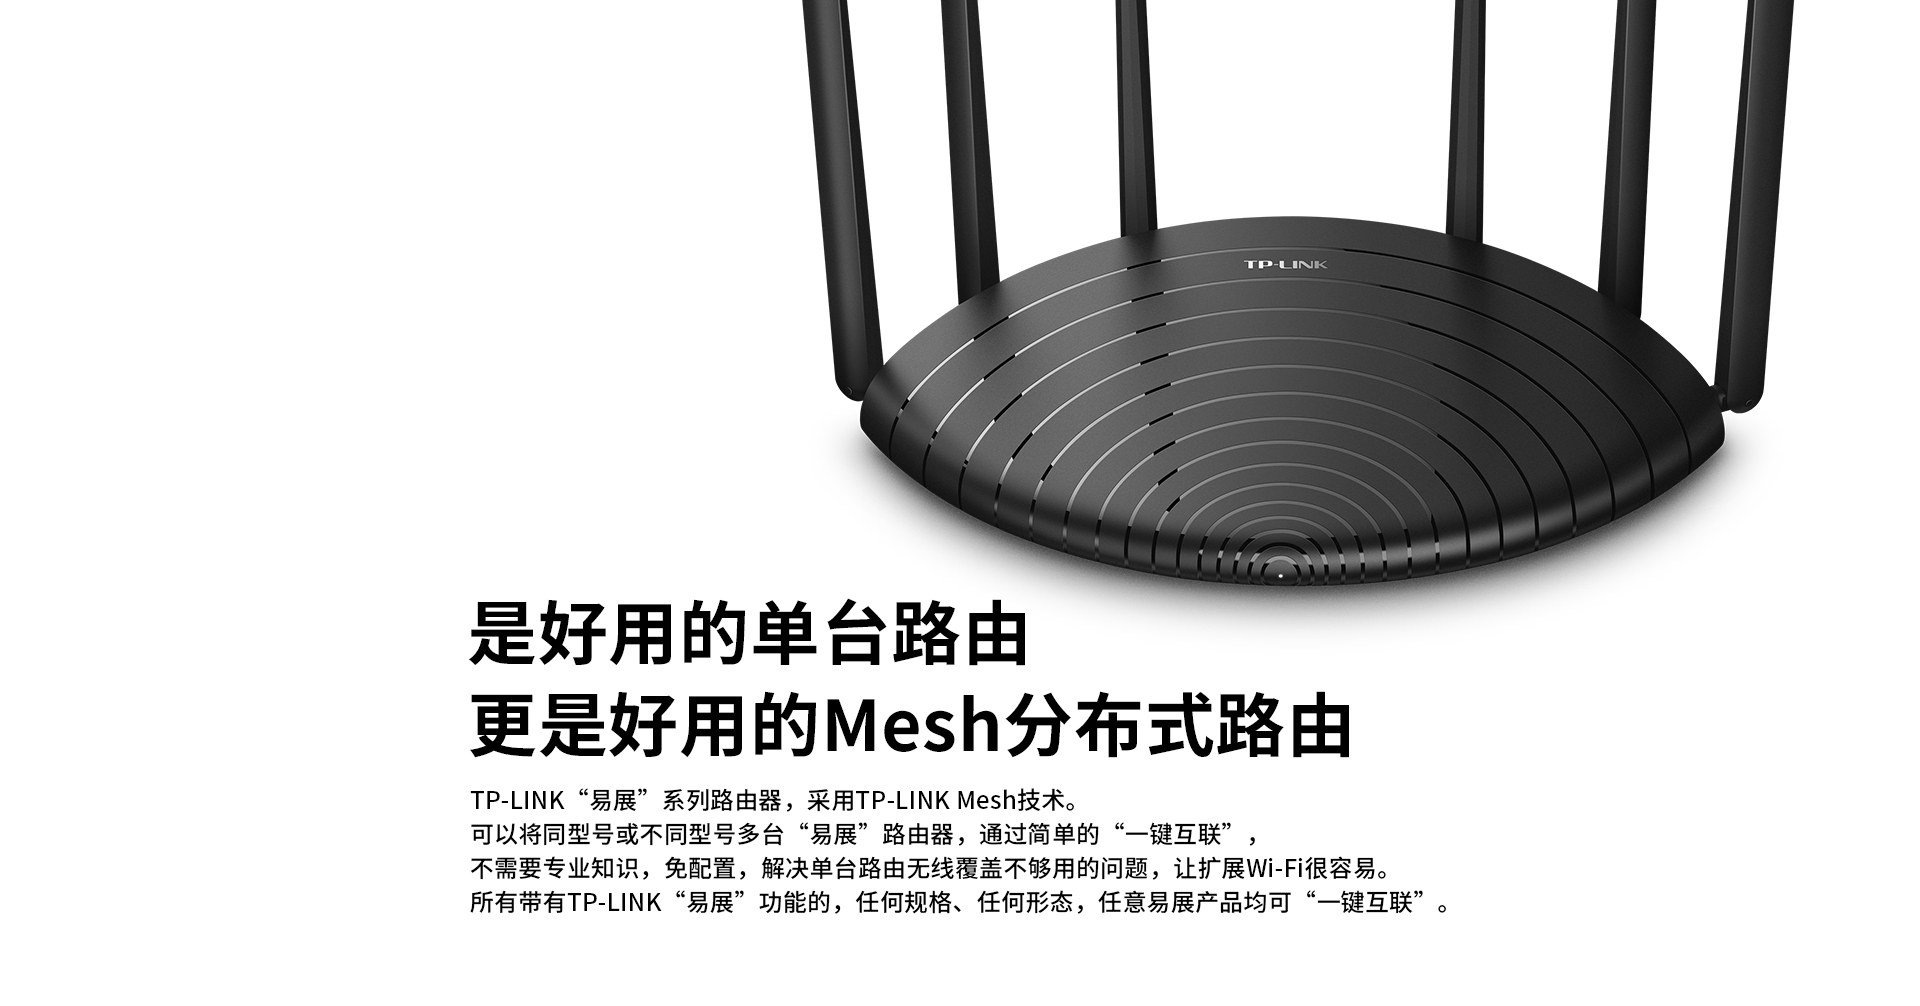 TP-LINK
是好用的单台路由
更是好用的Mesh分布式路由
TP-LINK“易展”系列路由器，采用TP-LINK Mesh技术。
可以将同型号或不同型号多台“易展”路由器，通过简单的“一键互联”，
不需要专业知识，免配置，解决单台路由无线覆盖不够用的问题，让扩展Wi-Fi很容易。
所有带有TP-LINK“易展”功能的，任何规格、任何形态，任意易展产品均可“一键互联”。